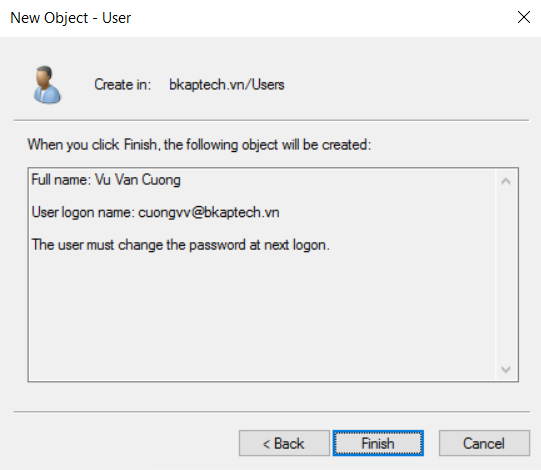 New Object - User
Create in: bkaptech.vn/Users
When you click Finish, the following object will be created:
Full name: Vu Van Cuong
User logon name: cuongvv@bkaptech.vn
The user must change the password at next logon.
< Back Finish Cancel